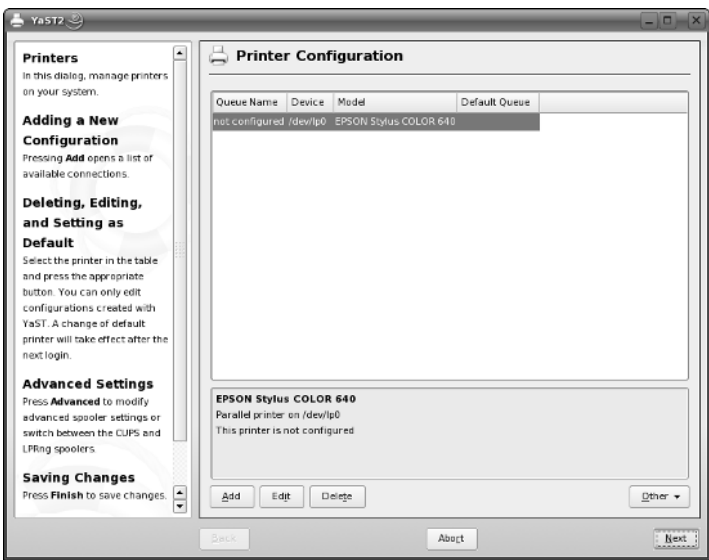 YaST2
Printers
In this dialog, manage printers
on your system.
Adding a New
Configuration
Pressing Add opens a list of
available connections.
Deleting, Editing,
and Setting as
Default
Select the printer in the table
and press the appropriate
button. You can only edit
configurations created with
YaST. A change of default
printer will take effect after the
next login.
Advanced Settings
Press Advanced to modify
advanced spooler settings or
switch between the CUPS and
LPRng spoolers.
Saving Changes
Press Finish to save changes.
Printer Configuration
Queue Name Device Model Default Queue
not configured /dev/lp0 EPSON Stylus COLOR 640
EPSON Stylus COLOR 640
Parallel printer on /dev/lp0
This printer is not configured
Add Edit Delete Other
Back Abort Next